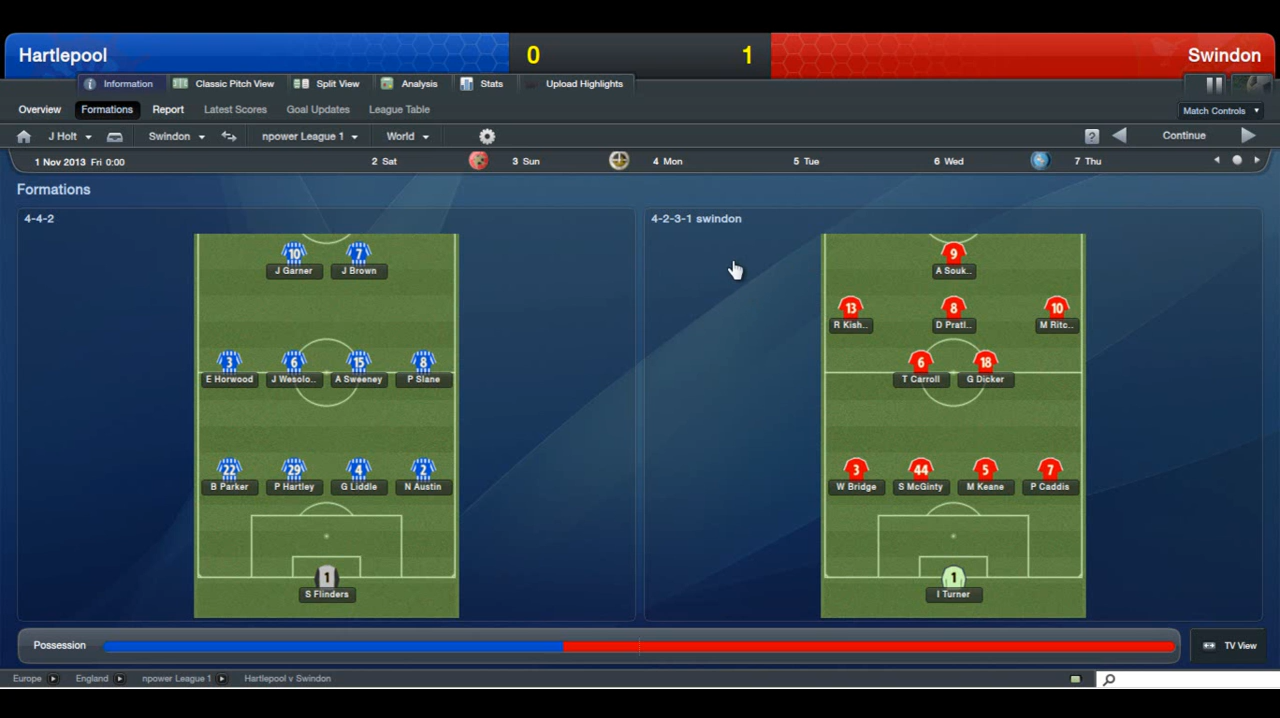 Hartlepool 0 1 Swindon
Information Classic Pitch View Split View Analysis Stats Upload Highlights
Overview Formations Report Latest Scores Goal Updates League Table
Match Controls
J Holt Swindon npower League 1 World ? Continue
1 Nov 2013 Fri 0:00 2 Sat 3 Sun 4 Mon 5 Tue 6 Wed 7 Thu
Formations
4-4-2
10 7
J Garner J Brown
3 6 15 8
E Horwood J Wesolo.. A Sweeney P Slane
22 29 4 2
B Parker P Hartley G Liddle N Austin
1
S Flinders
4-2-3-1 swindon
9
A Souk..
13 8 10
R Kish.. D Pratl.. M Ritc..
6 18
T Carroll G Dicker
3 44 5 7
W Bridge S McGinty M Keane P Caddis
1
I Turner
Possession TV View
Europe England npower League 1 Hartlepool v Swindon